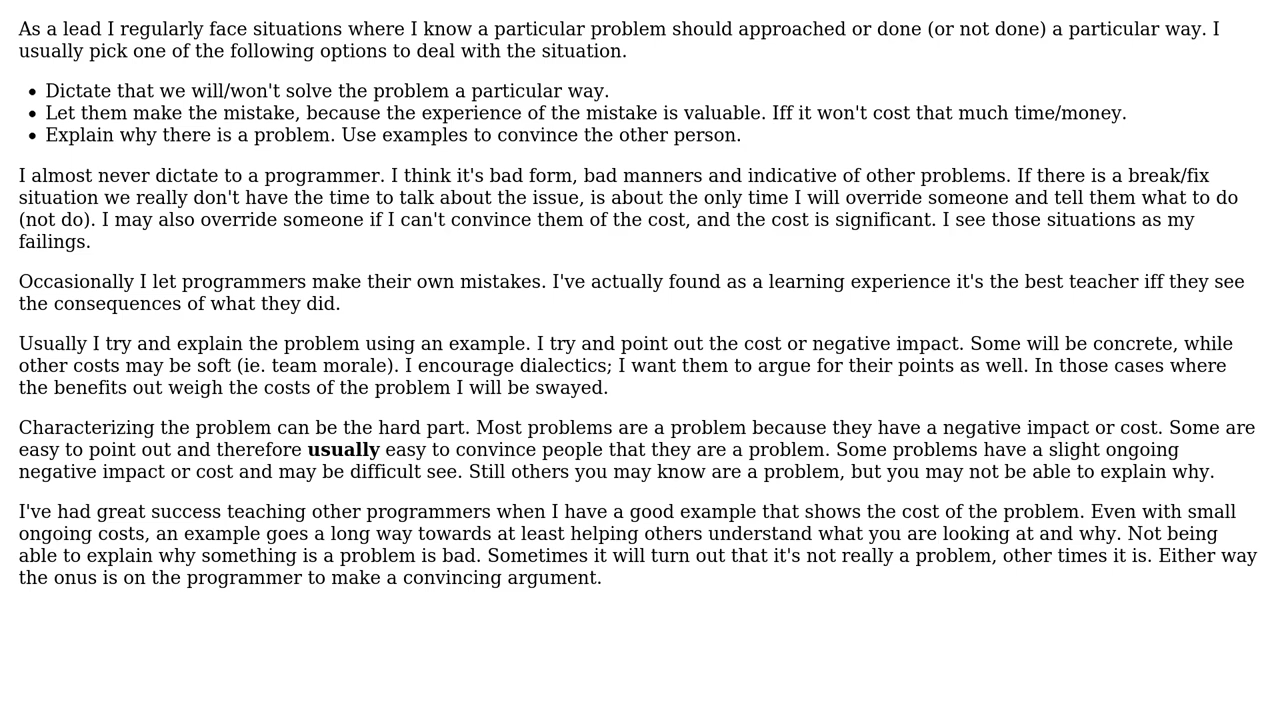 As a lead I regularly face situations where I know a particular problem should approached or done (or not done) a particular way. I
usually pick one of the following options to deal with the situation.
• Dictate that we will/won't solve the problem a particular way.
• Let them make the mistake, because the experience of the mistake is valuable. Iff it won't cost that much time/money.
• Explain why there is a problem. Use examples to convince the other person.
I almost never dictate to a programmer. I think it's bad form, bad manners and indicative of other problems. If there is a break/fix
situation we really don't have the time to talk about the issue, is about the only time I will override someone and tell them what to do
(not do). I may also override someone if I can't convince them of the cost, and the cost is significant. I see those situations as my
failings.
Occasionally I let programmers make their own mistakes. I've actually found as a learning experience it's the best teacher iff they see
the consequences of what they did.
Usually I try and explain the problem using an example. I try and point out the cost or negative impact. Some will be concrete, while
other costs may be soft (ie. team morale). I encourage dialectics; I want them to argue for their points as well. In those cases where
the benefits out weigh the costs of the problem I will be swayed.
Characterizing the problem can be the hard part. Most problems are a problem because they have a negative impact or cost. Some are
easy to point out and therefore usually easy to convince people that they are a problem. Some problems have a slight ongoing
negative impact or cost and may be difficult see. Still others you may know are a problem, but you may not be able to explain why.
I've had great success teaching other programmers when I have a good example that shows the cost of the problem. Even with small
ongoing costs, an example goes a long way towards at least helping others understand what you are looking at and why. Not being
able to explain why something is a problem is bad. Sometimes it will turn out that it's not really a problem, other times it is. Either way
the onus is on the programmer to make a convincing argument.